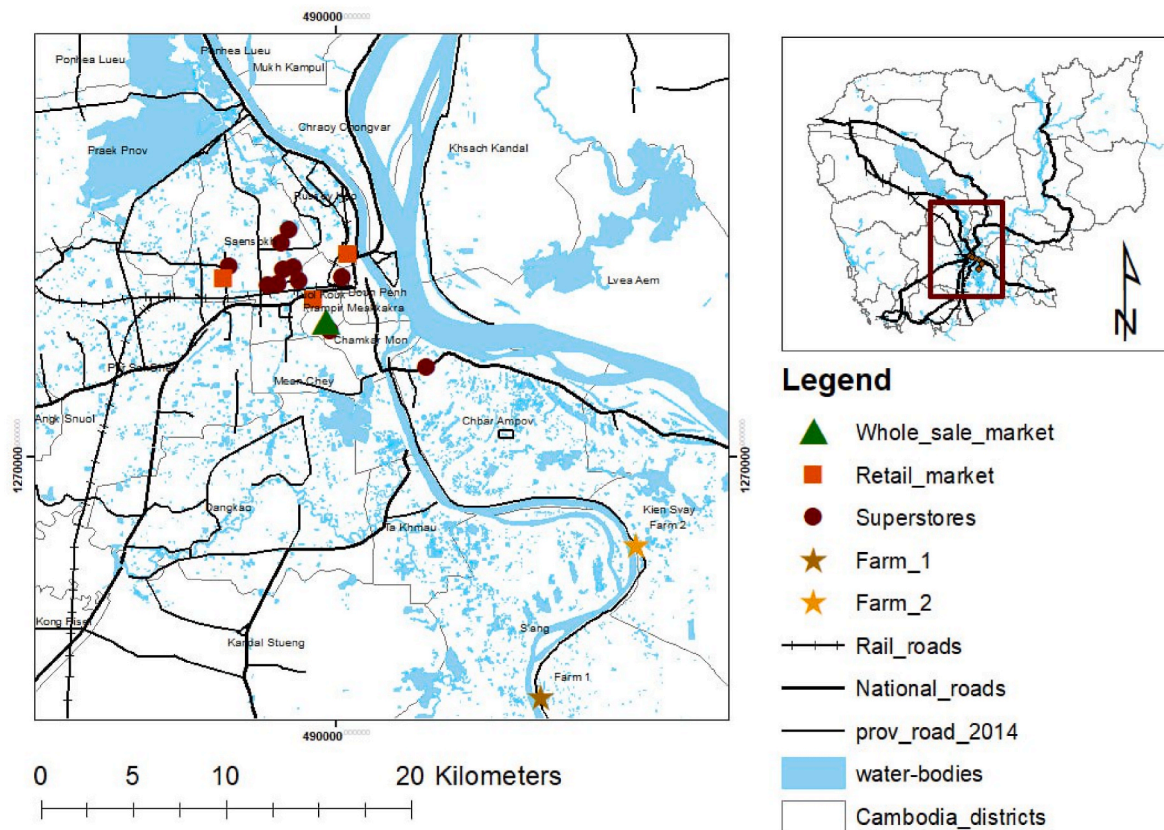 490000
Ponhea Lueu
Ponhea Lueu
Mukh Kampul
Chraoy Chongvar
Praek Pnov
Khsach Kandal
Saensokh
Lvea Aem
Doun Penh
Prampir Meakkakra
Chamkar Mon
Mean Chey
Angk Snuol
Chbar Ampov
1270000
1270000
Dangkao
Kien Svay
Farm 2
Ta Khmau
Kong Pisei
S'ang
Kandal Stueng
Farm 1
490000
0 5 10 20 Kilometers
N
Legend
Whole_sale_market
Retail_market
Superstores
Farm_1
Farm_2
Rail_roads
National_roads
prov_road_2014
water-bodies
Cambodia_districts